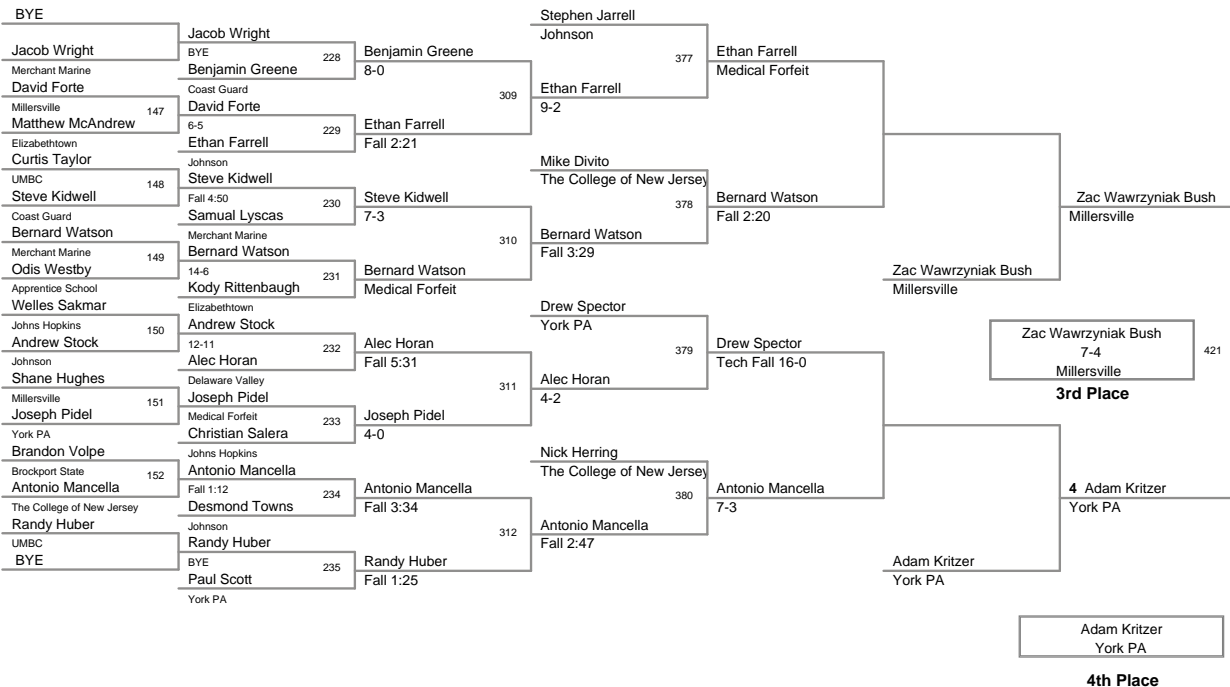 BYE
Jacob Wright
Merchant Marine
David Forte
Millersville
147
Matthew McAndrew
Elizabethtown
Curtis Taylor
UMBC
148
Steve Kidwell
Coast Guard
Bernard Watson
Merchant Marine
149
Odis Westby
Apprentice School
Welles Sakmar
Johns Hopkins
150
Andrew Stock
Johnson
Shane Hughes
Millersville
151
Joseph Pidel
York PA
Brandon Volpe
Brockport State
152
Antonio Mancella
The College of New Jersey
Randy Huber
UMBC
BYE
Jacob Wright
BYE
228
Benjamin Greene
Coast Guard
David Forte
6-5
229
Ethan Farrell
Johnson
Steve Kidwell
Fall 4:50
230
Samual Lyscas
Merchant Marine
Bernard Watson
14-6
231
Kody Rittenbaugh
Elizabethtown
Andrew Stock
12-11
232
Alec Horan
Delaware Valley
Joseph Pidel
Medical Forfeit
233
Christian Salera
Johns Hopkins
Antonio Mancella
Fall 1:12
234
Desmond Towns
Johnson
Randy Huber
BYE
235
Paul Scott
York PA
Benjamin Greene
8-0
309
Ethan Farrell
Fall 2:21
Steve Kidwell
7-3
310
Bernard Watson
Medical Forfeit
Alec Horan
Fall 5:31
311
Joseph Pidel
4-0
Antonio Mancella
Fall 3:34
312
Randy Huber
Fall 1:25
Stephen Jarrell
Johnson
377
Ethan Farrell
9-2
Mike Divito
The College of New Jersey
378
Bernard Watson
Fall 3:29
Drew Spector
York PA
379
Alec Horan
4-2
Nick Herring
The College of New Jersey
380
Antonio Mancella
Fall 2:47
Ethan Farrell
Medical Forfeit
Bernard Watson
Fall 2:20
Drew Spector
Tech Fall 16-0
Antonio Mancella
7-3
Zac Wawrzyniak Bush
Millersville
Adam Kritzer
York PA
Zac Wawrzyniak Bush
Millersville
Zac Wawrzyniak Bush
7-4
421
Millersville
3rd Place
4 Adam Kritzer
York PA
Adam Kritzer
York PA
4th Place